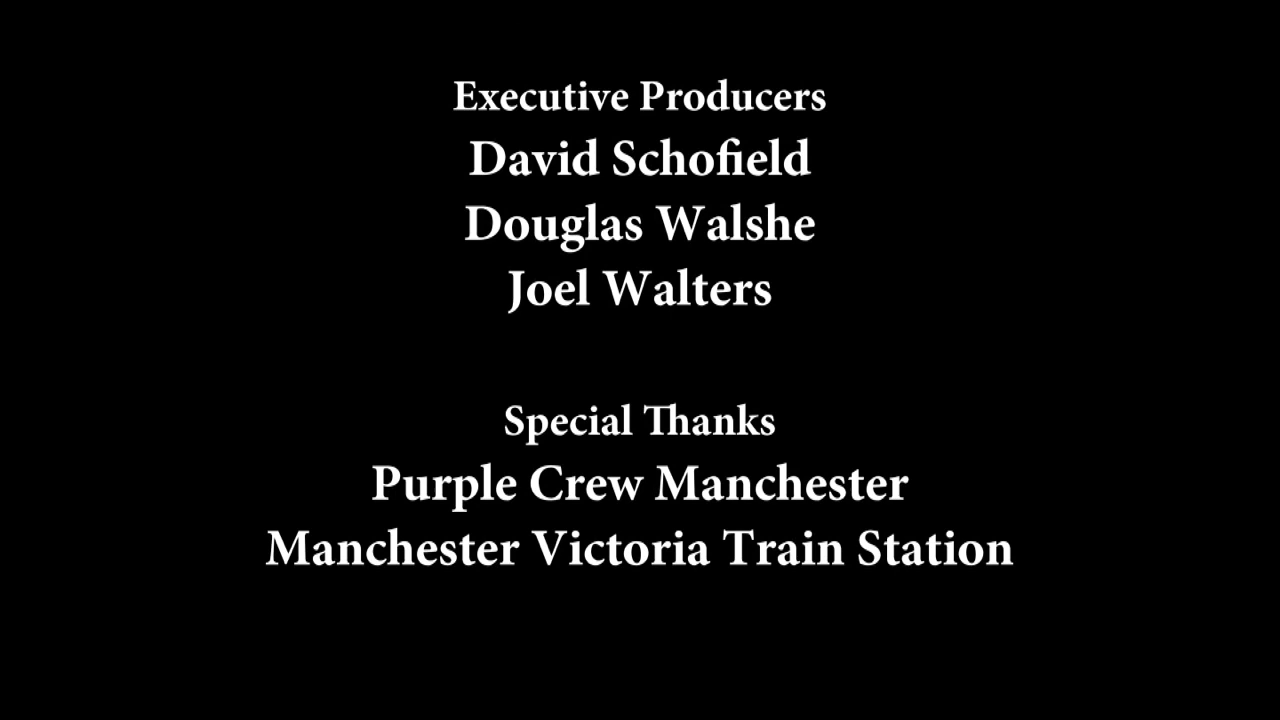 Executive Producers
David Schofield
Douglas Walshe
Joel Walters
Special Thanks
Purple Crew Manchester
Manchester Victoria Train Station